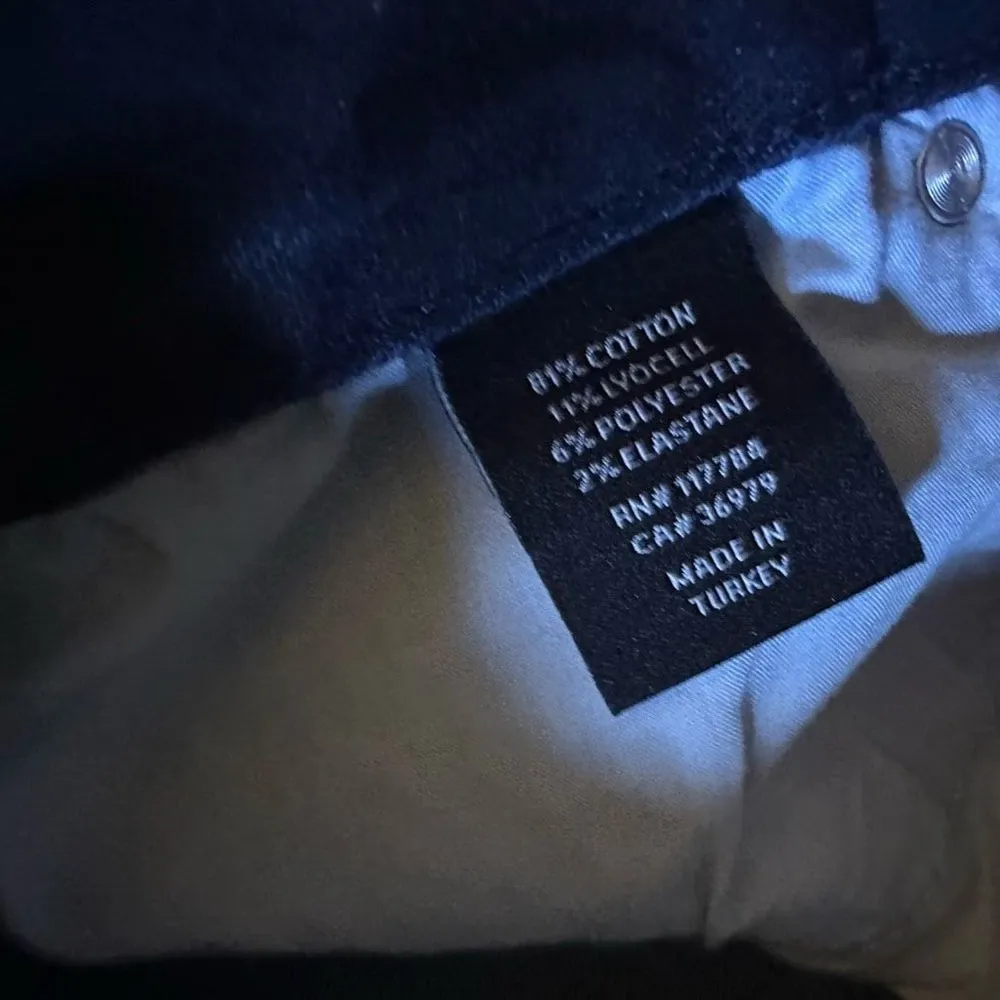 81% COTTON
11% LYOCELL
6% POLYESTER
2% ELASTANE
RN# 117784
CA# 36979
MADE IN
TURKEY